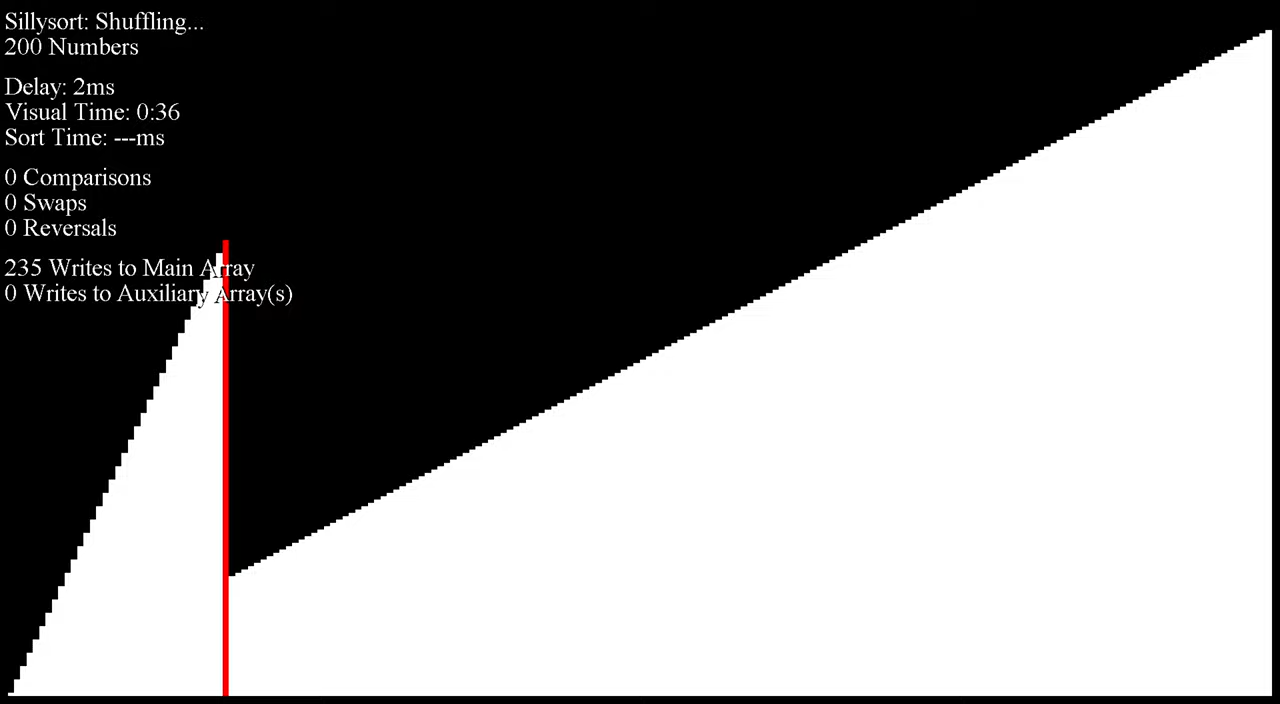 Sillysort: Shuffling...
200 Numbers
Delay: 2ms
Visual Time: 0:36
Sort Time: ---ms
0 Comparisons
0 Swaps
0 Reversals
235 Writes to Main Array
0 Writes to Auxiliary Array(s)